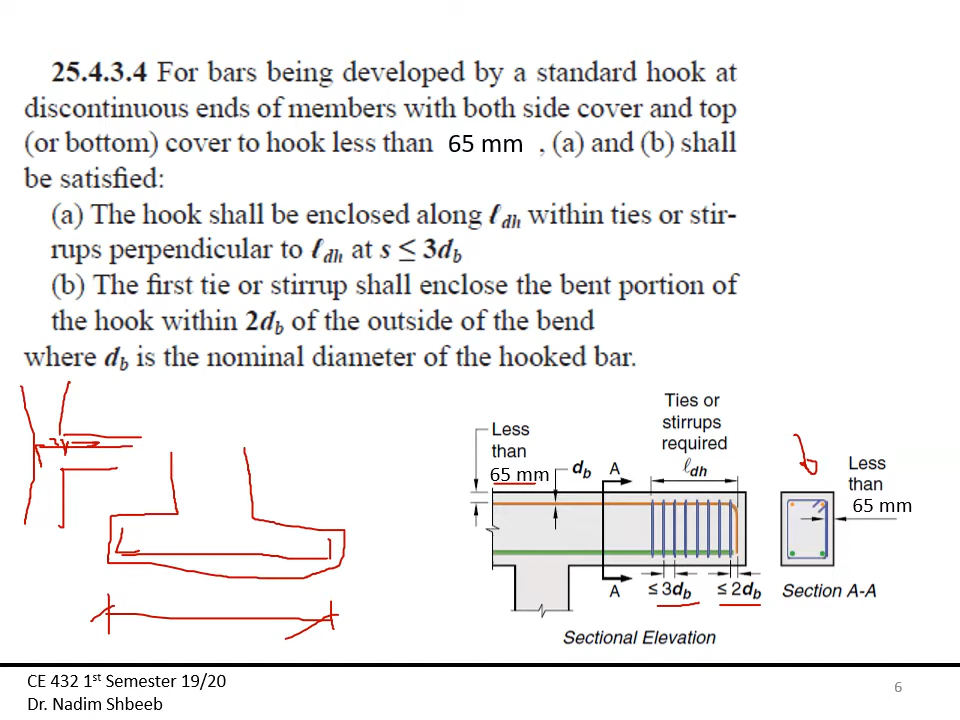 25.4.3.4 For bars being developed by a standard hook at
discontinuous ends of members with both side cover and top
(or bottom) cover to hook less than 65 mm , (a) and (b) shall
be satisfied:
(a) The hook shall be enclosed along ℓdh within ties or stir-
rups perpendicular to ℓdh at s ≤ 3db
(b) The first tie or stirrup shall enclose the bent portion of
the hook within 2db of the outside of the bend
where db is the nominal diameter of the hooked bar.
Ties or
stirrups
required
ℓdh
Less
than
65 mm
db
A
A
≤ 3db
≤ 2db
Less
than
65 mm
Section A-A
Sectional Elevation
CE 432 1st Semester 19/20
Dr. Nadim Shbeeb
6